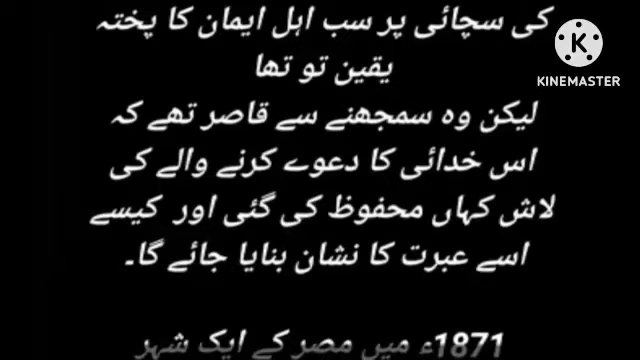 کی سچائی پر سب اہل ایمان کا پختہ
یقین تو تھا
لیکن وہ سمجھنے سے قاصر تھے کہ
اس خدائی کا دعوے کرنے والے کی
لاش کہاں محفوظ کی گئی اور کیسے
اسے عبرت کا نشان بنایا جائے گا۔
1871ء میں مصر کے ایک شہر
KINEMASTER